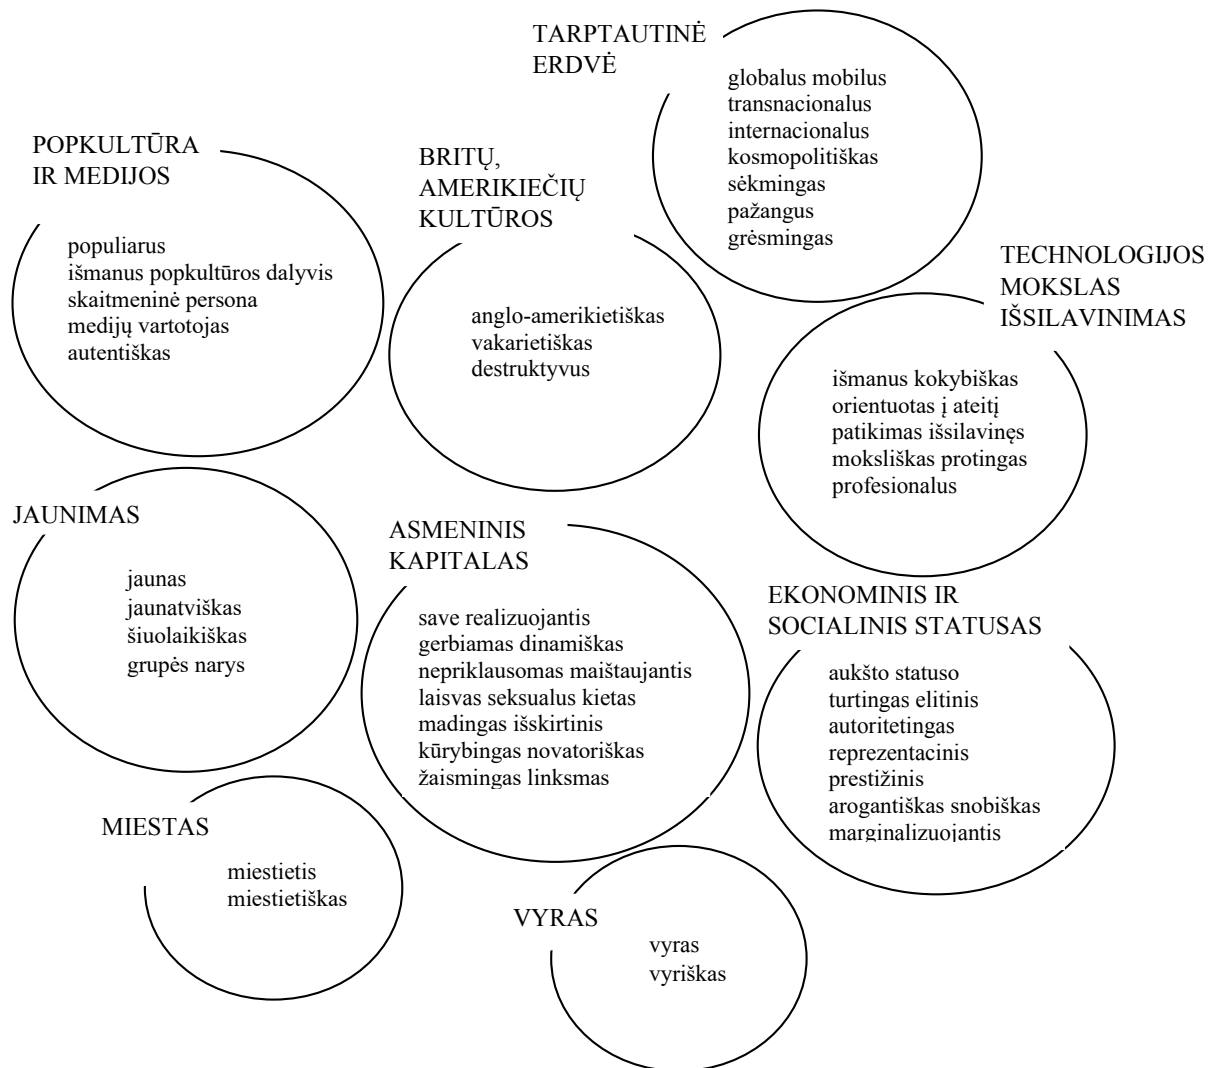 TARPTAUTINĖ
ERDVĖ
globalus mobilus
transnacionalus
internacionalus
kosmopolitiškas
sėkmingas
pažangus
grėsmingas
POPKULTŪRA
IR MEDIJOS
populiarus
išmanus popkultūros dalyvis
skaitmeninė persona
medijų vartotojas
autentiškas
BRITŲ,
AMERIKIEČIŲ
KULTŪROS
anglo-amerikietiškas
vakarietiškas
destruktyvus
TECHNOLOGIJOS
MOKSLAS
IŠSILAVINIMAS
išmanus kokybiškas
orientuotas į ateitį
patikimas išsilavinęs
moksliškas protingas
profesionalus
JAUNIMAS
jaunas
jaunatviškas
šiuolaikiškas
grupės narys
ASMENINIS
KAPITALAS
save realizuojantis
gerbiamas dinamiškas
nepriklausomas maištaujantis
laisvas seksualus kietas
madingas išskirtinis
kūrybingas novatoriškas
žaismingas linksmas
EKONOMINIS IR
SOCIALINIS STATUSAS
aukšto statuso
turtingas elitinis
autoritetingas
reprezentacinis
prestižinis
arogantiškas snobiškas
marginalizuojantis
MIESTAS
miestietis
miestietiškas
VYRAS
vyras
vyriškas